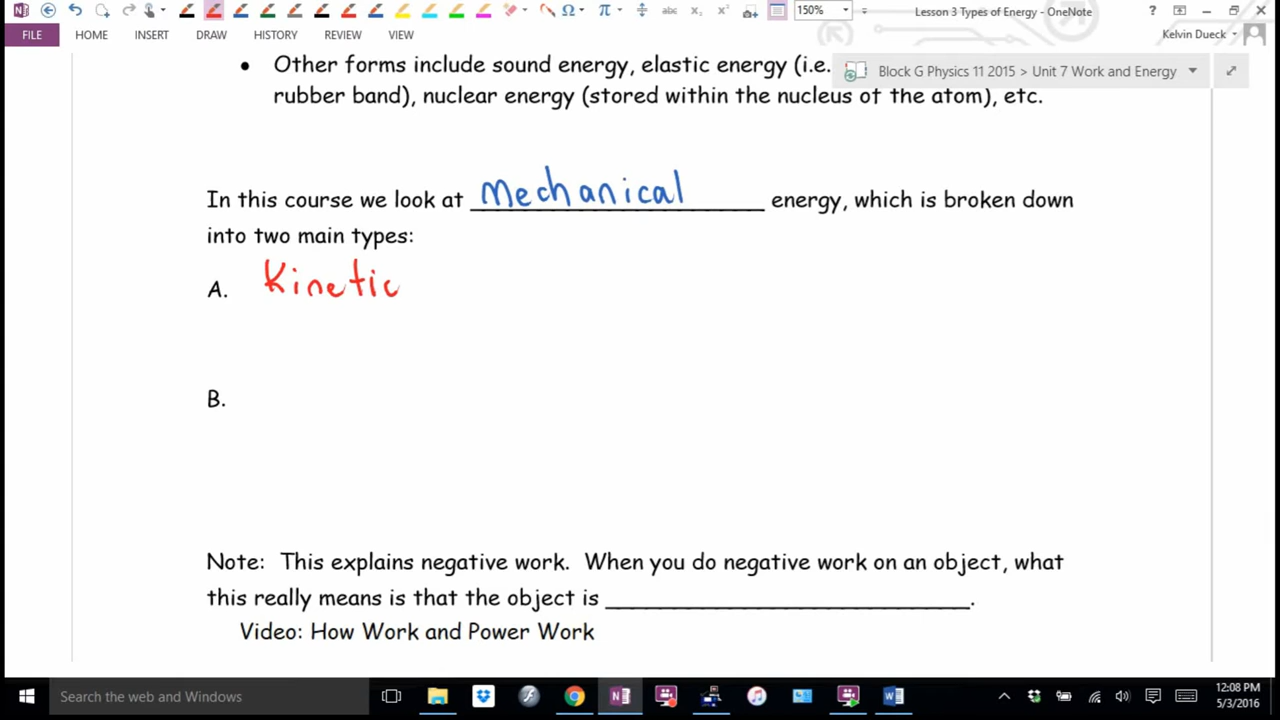 150%
Lesson 3 Types of Energy - OneNote
FILE HOME INSERT DRAW HISTORY REVIEW VIEW
Kelvin Dueck
Block G Physics 11 2015 > Unit 7 Work and Energy
• Other forms include sound energy, elastic energy (i.e.
rubber band), nuclear energy (stored within the nucleus of the atom), etc.
In this course we look at mechanical energy, which is broken down
into two main types:
A. Kinetic
B.
Note: This explains negative work. When you do negative work on an object, what
this really means is that the object is ____________________________.
Video: How Work and Power Work
Search the web and Windows
12:08 PM
5/3/2016